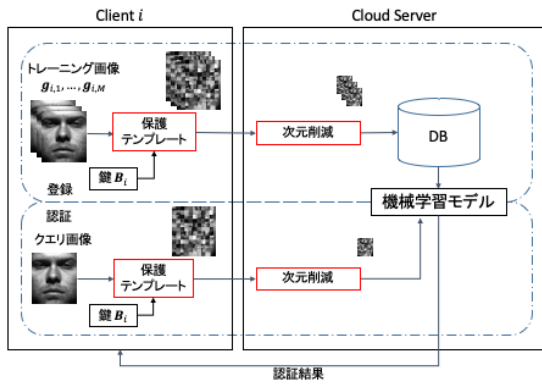 Client i
Cloud Server
トレーニング画像
g_{i,1}, ..., g_{i,M}
保護
テンプレート
次元削減
DB
鍵 B_i
登録
機械学習モデル
認証
クエリ画像
保護
テンプレート
次元削減
鍵 B_i
認証結果